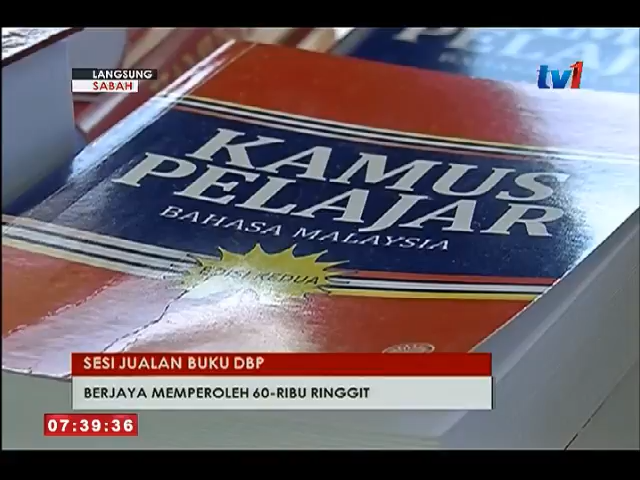 LANGSUNG
SABAH
tv1
PELAJAR
KAMUS
PELAJAR
BAHASA MALAYSIA
EDISI KEDUA
SESI JUALAN BUKU DBP
BERJAYA MEMPEROLEH 60-RIBU RINGGIT
07:39:36